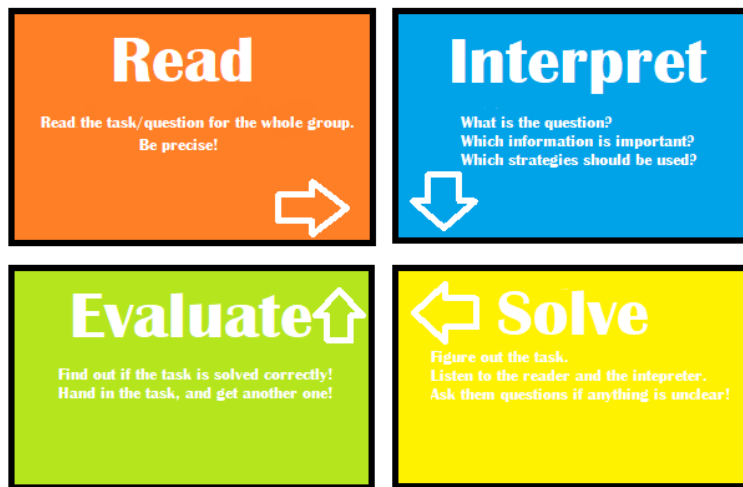 Read
Read the task/question for the whole group.
Be precise!
Interpret
What is the question?
Which information is important?
Which strategies should be used?
Evaluate
Find out if the task is solved correctly!
Hand in the task, and get another one!
Solve
Figure out the task.
Listen to the reader and the intepreter.
Ask them questions if anything is unclear!